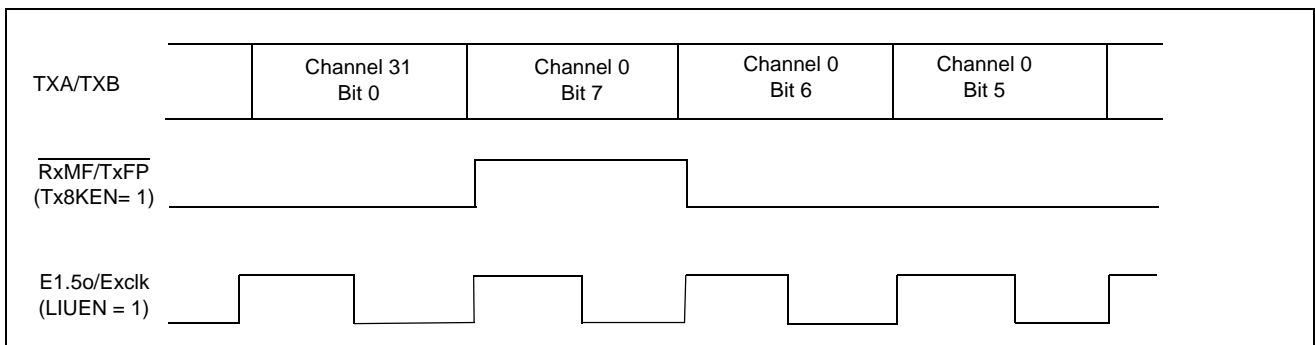 TXA/TXB
Channel 31
Bit 0
Channel 0
Bit 7
Channel 0
Bit 6
Channel 0
Bit 5
RxMF/TxFP
(Tx8KEN= 1)
E1.5o/Exclk
(LIUEN = 1)